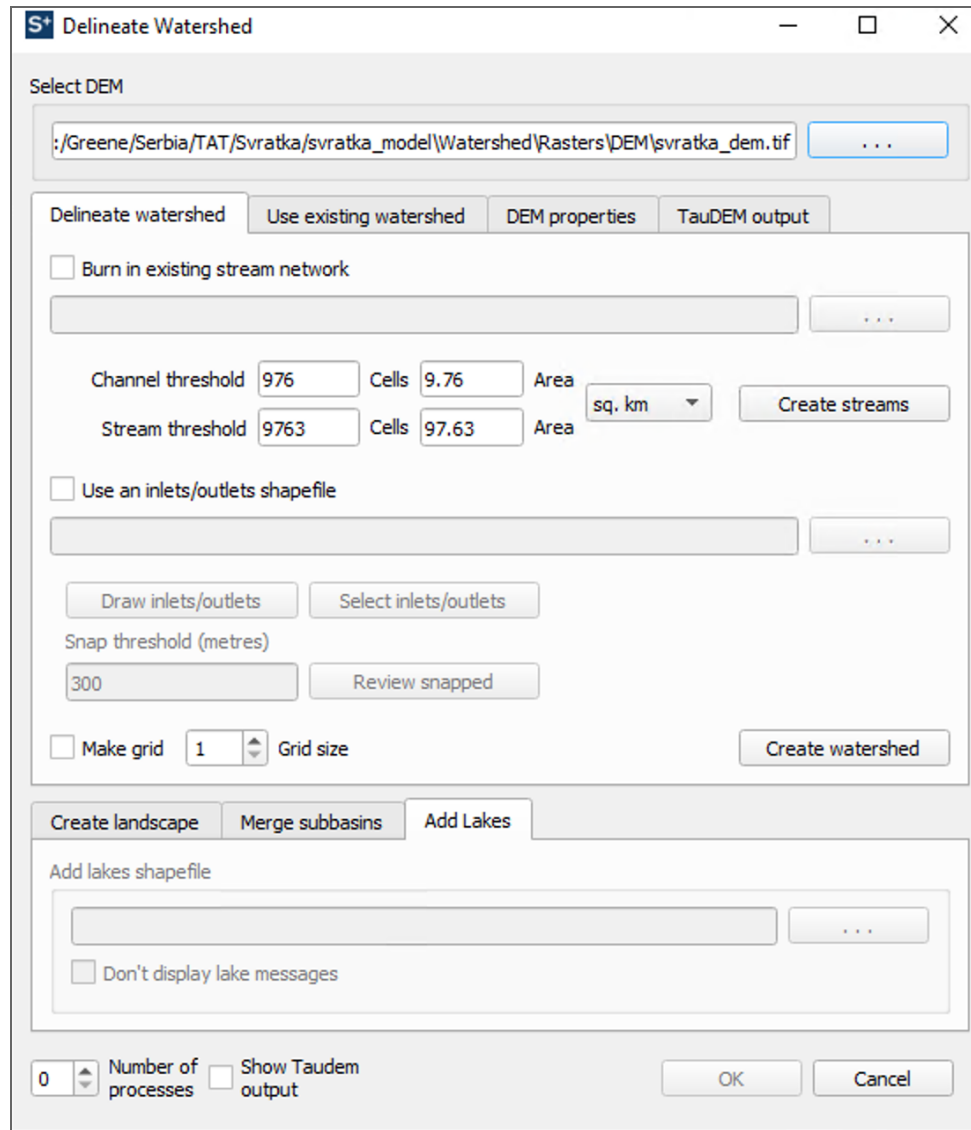 S+ Delineate Watershed
Select DEM
:/Greene/Serbia/TAT/Svratka/svratka_model\Watershed\Rasters\DEM\svratka_dem.tif ...
Delineate watershed Use existing watershed DEM properties TauDEM output
Burn in existing stream network
...
Channel threshold 976 Cells 9.76 Area
sq. km Create streams
Stream threshold 9763 Cells 97.63 Area
Use an inlets/outlets shapefile
...
Draw inlets/outlets Select inlets/outlets
Snap threshold (metres)
300 Review snapped
Make grid 1 Grid size Create watershed
Create landscape Merge subbasins Add Lakes
Add lakes shapefile
...
Don't display lake messages
0 Number of processes Show Taudem output OK Cancel